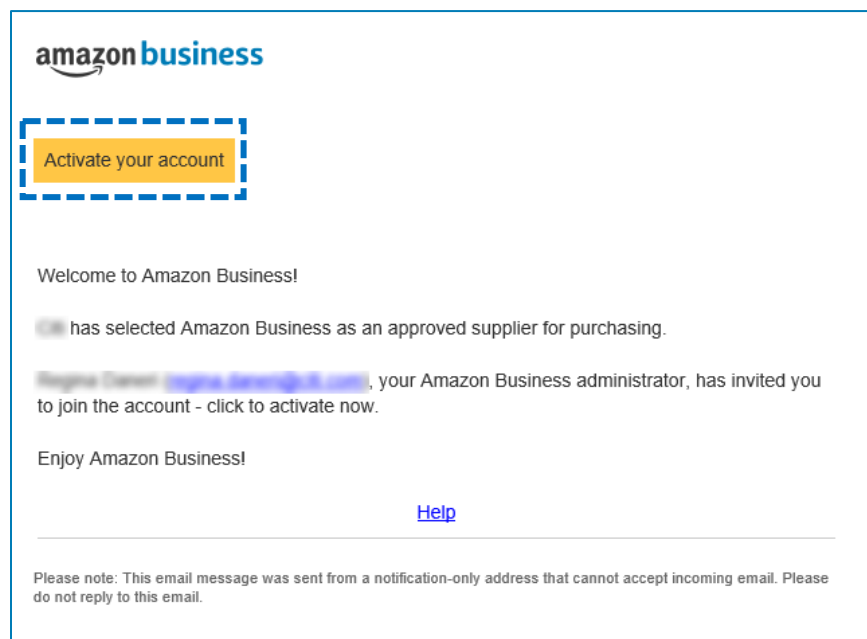 amazon business
Activate your account
Welcome to Amazon Business!
has selected Amazon Business as an approved supplier for purchasing.
, your Amazon Business administrator, has invited you
to join the account - click to activate now.
Enjoy Amazon Business!
Help
Please note: This email message was sent from a notification-only address that cannot accept incoming email. Please
do not reply to this email.